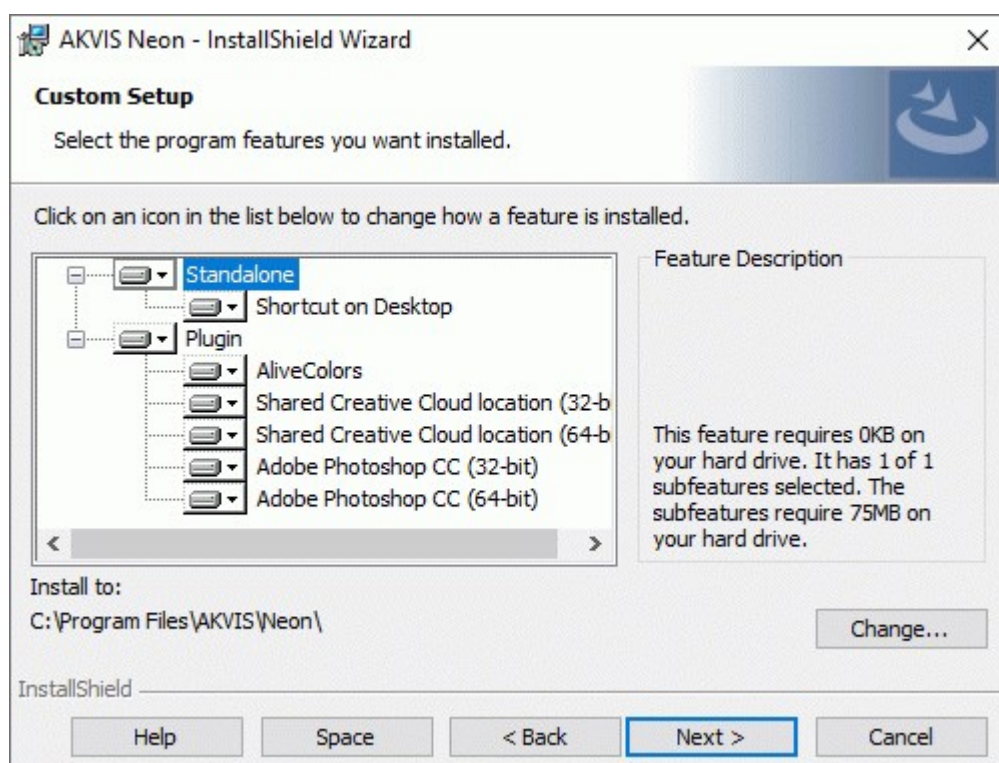 AKVIS Neon - InstallShield Wizard
Custom Setup
Select the program features you want installed.
Click on an icon in the list below to change how a feature is installed.
Standalone
Shortcut on Desktop
Plugin
AliveColors
Shared Creative Cloud location (32-b
Shared Creative Cloud location (64-b
Adobe Photoshop CC (32-bit)
Adobe Photoshop CC (64-bit)
Feature Description
This feature requires 0KB on
your hard drive. It has 1 of 1
subfeatures selected. The
subfeatures require 75MB on
your hard drive.
Install to:
C:\Program Files\AKVIS\Neon\
Change...
InstallShield
Help
Space
< Back
Next >
Cancel